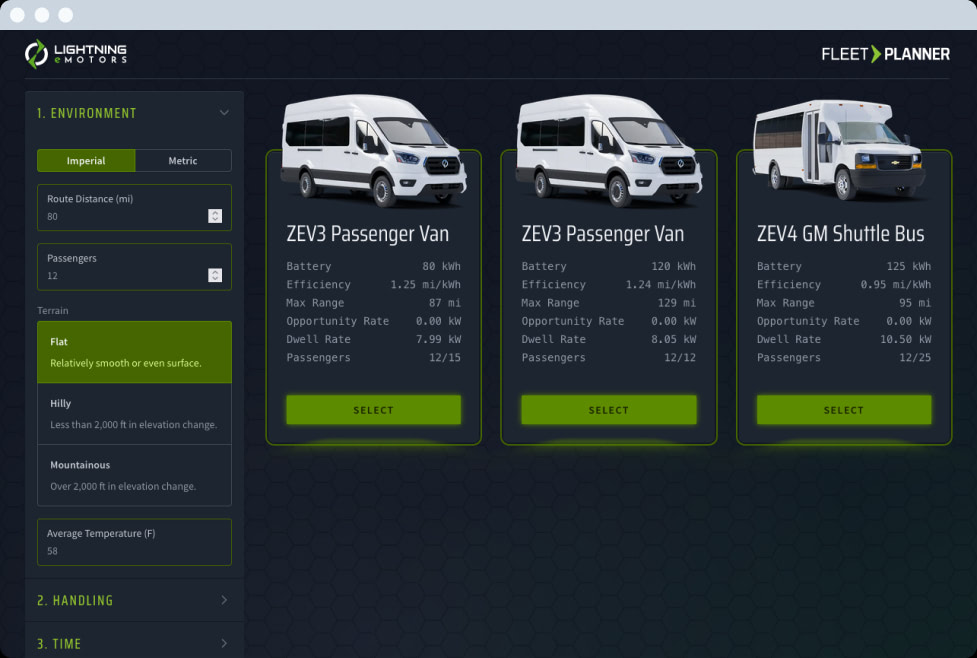 LIGHTNING
eMOTORS
FLEET PLANNER
1. ENVIRONMENT
Imperial
Metric
Route Distance (mi)
80
Passengers
12
Terrain
Flat
Relatively smooth or even surface.
Hilly
Less than 2,000 ft in elevation change.
Mountainous
Over 2,000 ft in elevation change.
Average Temperature (F)
58
2. HANDLING
3. TIME
ZEV3 Passenger Van
Battery 80 kWh
Efficiency 1.25 mi/kWh
Max Range 87 mi
Opportunity Rate 0.00 kW
Dwell Rate 7.99 kW
Passengers 12/15
SELECT
ZEV3 Passenger Van
Battery 120 kWh
Efficiency 1.24 mi/kWh
Max Range 129 mi
Opportunity Rate 0.00 kW
Dwell Rate 8.05 kW
Passengers 12/12
SELECT
ZEV4 GM Shuttle Bus
Battery 125 kWh
Efficiency 0.95 mi/kWh
Max Range 95 mi
Opportunity Rate 0.00 kW
Dwell Rate 10.50 kW
Passengers 12/25
SELECT